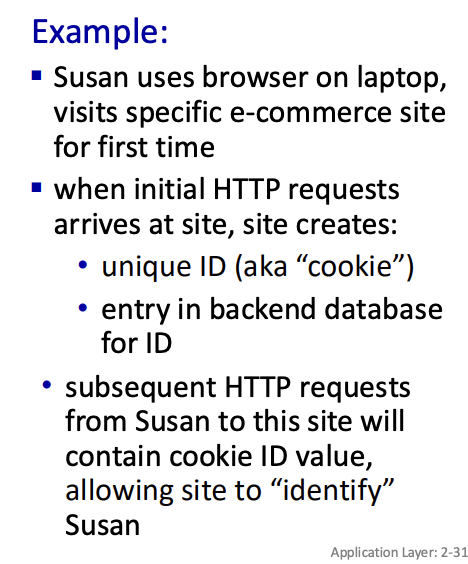 Example:
▪ Susan uses browser on laptop,
visits specific e-commerce site
for first time
▪ when initial HTTP requests
arrives at site, site creates:
• unique ID (aka “cookie”)
• entry in backend database
for ID
• subsequent HTTP requests
from Susan to this site will
contain cookie ID value,
allowing site to “identify”
Susan
Application Layer: 2-31